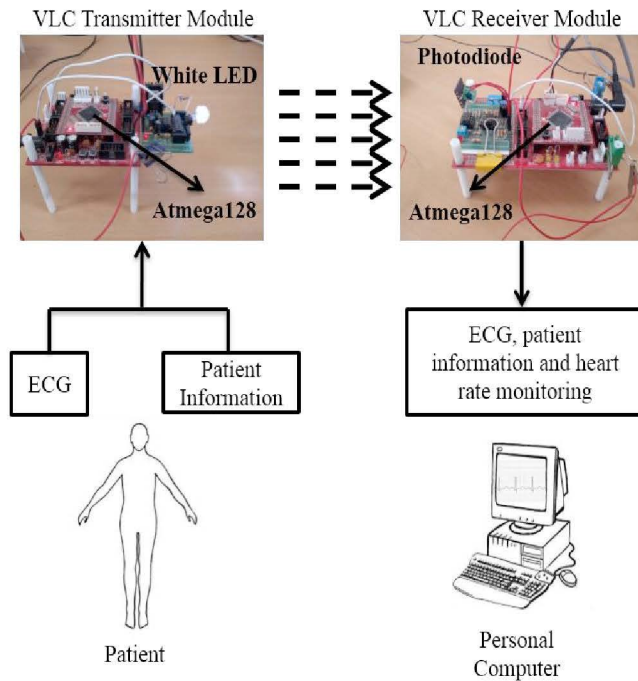 VLC Transmitter Module
VLC Receiver Module
White LED
Photodiode
Atmega128
Atmega128
ECG
Patient
Information
ECG, patient
information and heart
rate monitoring
Patient
Personal
Computer